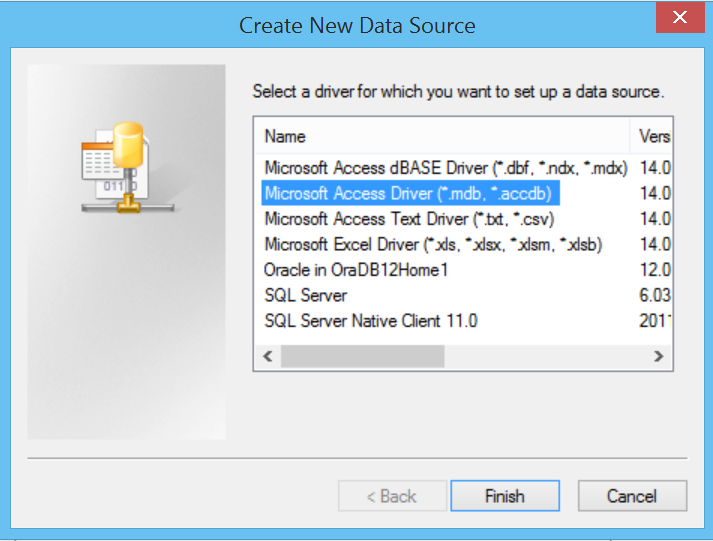 Create New Data Source
Select a driver for which you want to set up a data source.
Name Vers
Microsoft Access dBASE Driver (*.dbf, *.ndx, *.mdx) 14.0
Microsoft Access Driver (*.mdb, *.accdb) 14.0
Microsoft Access Text Driver (*.txt, *.csv) 14.0
Microsoft Excel Driver (*.xls, *.xlsx, *.xlsm, *.xlsb) 14.0
Oracle in OraDB12Home1 12.0
SQL Server 6.03
SQL Server Native Client 11.0 2011
< Back Finish Cancel